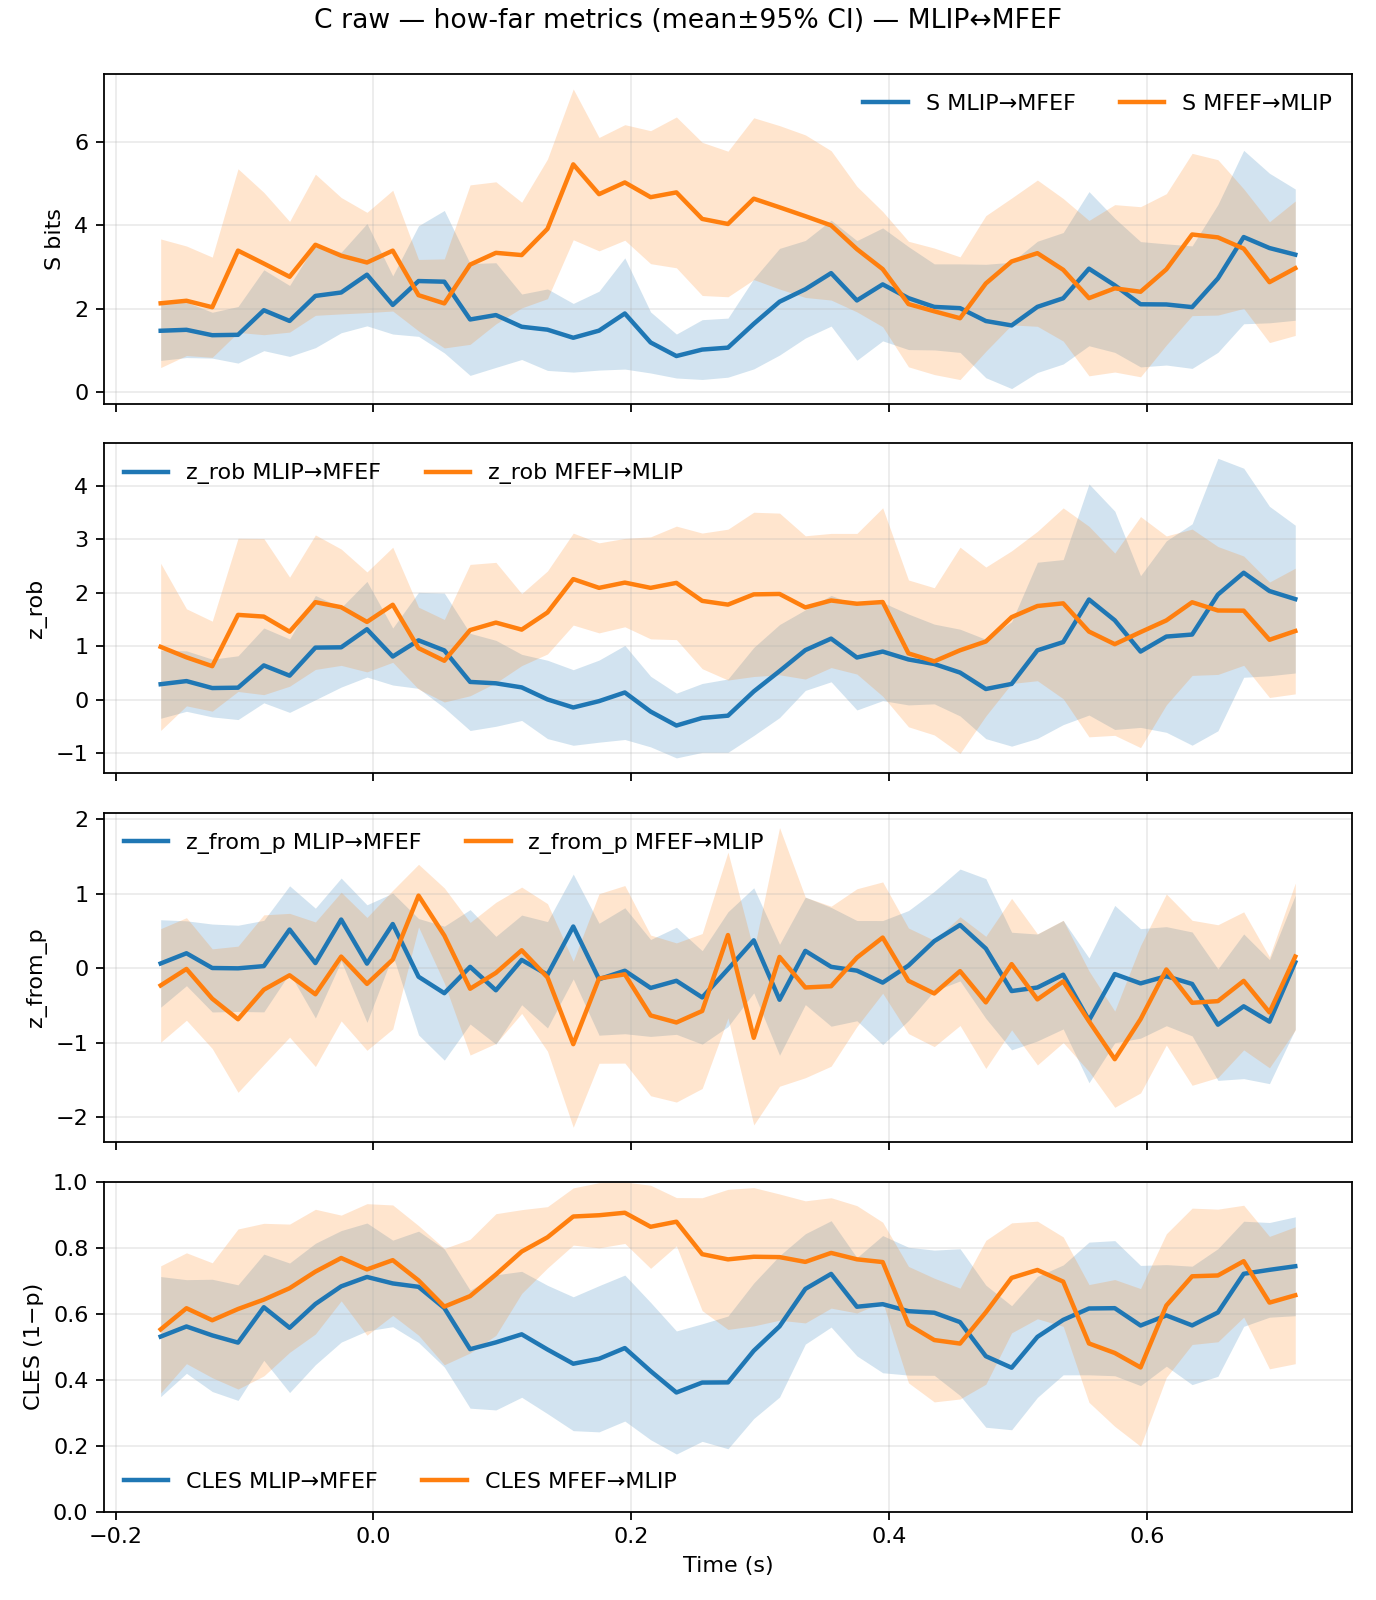 C raw — how-far metrics (mean±95% CI) — MLIP↔MFEF
S MLIP→MFEF
S MFEF→MLIP
S bits
6
4
2
0
z_rob MLIP→MFEF
z_rob MFEF→MLIP
z_rob
4
3
2
1
0
−1
z_from_p MLIP→MFEF
z_from_p MFEF→MLIP
z_from_p
2
1
0
−1
−2
CLES MLIP→MFEF
CLES MFEF→MLIP
CLES (1−p)
1.0
0.8
0.6
0.4
0.2
0.0
−0.2
0.0
0.2
0.4
0.6
Time (s)